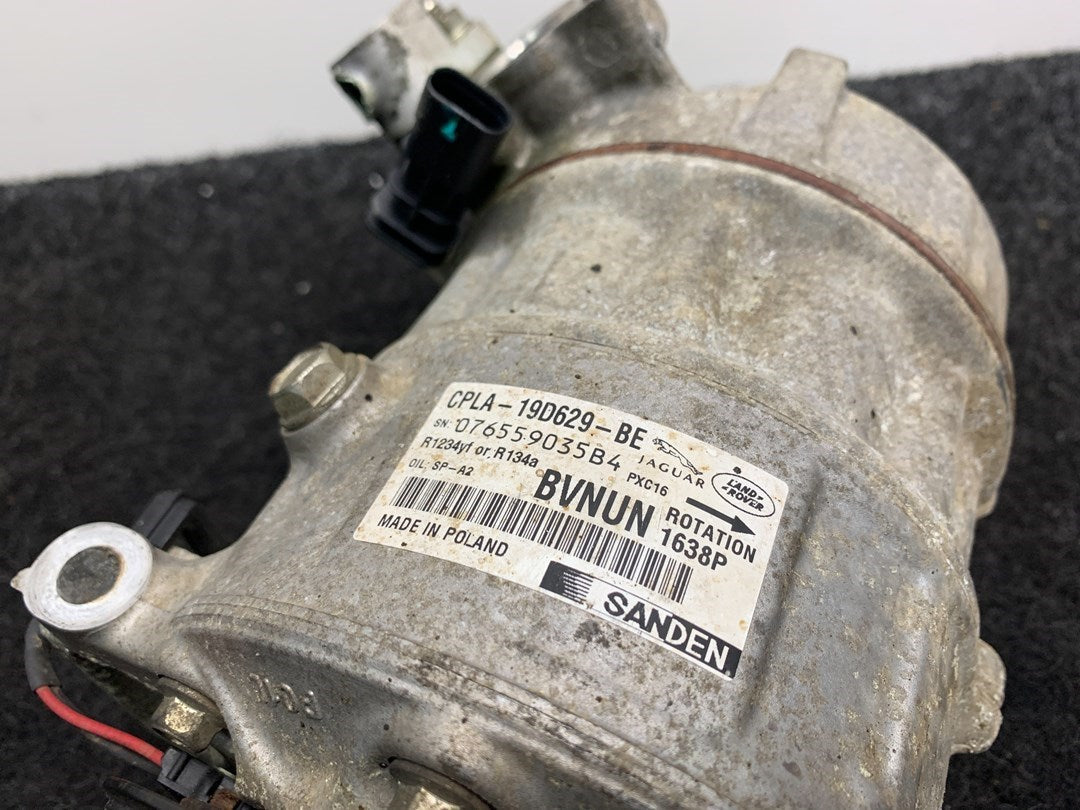 CPLA-19D629-BE
SN: 076559035B4
JAGUAR
LAND-ROVER
R1234yf or R134a
PXC16
OIL: SP-A2
BVNUN
ROTATION
1638P
MADE IN POLAND
SANDEN